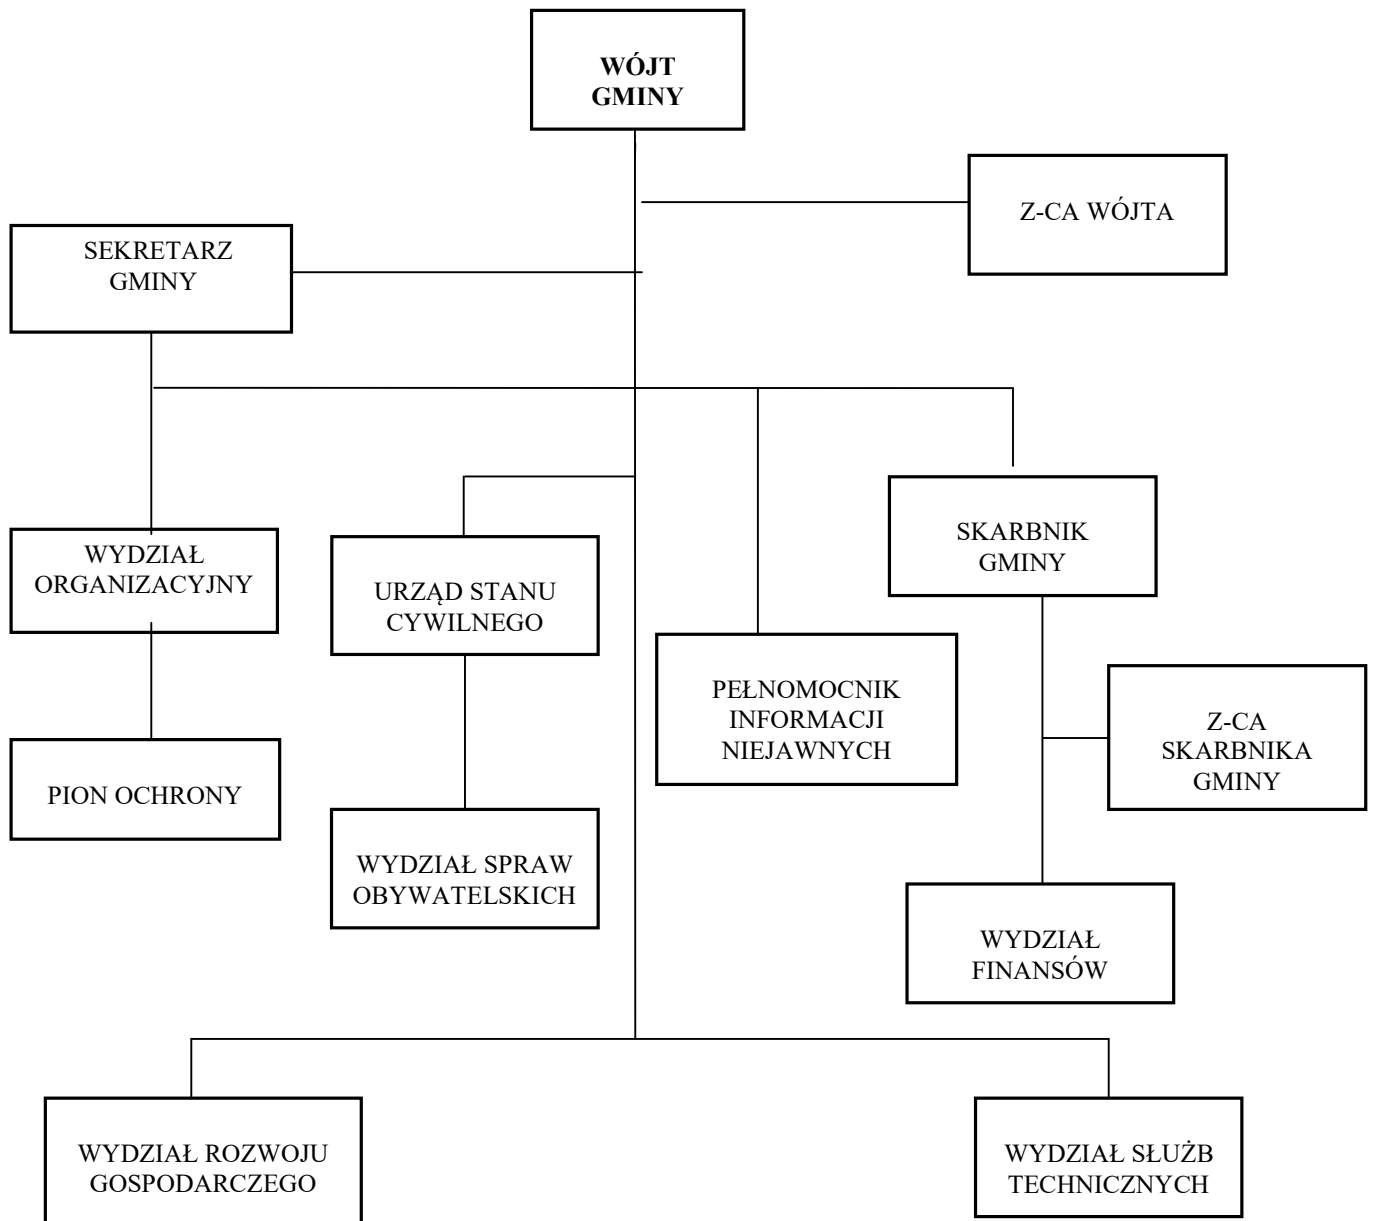 WÓJT
GMINY
Z-CA WÓJTA
SEKRETARZ
GMINY
SKARBNIK
GMINY
WYDZIAŁ
ORGANIZACYJNY
URZĄD STANU
CYWILNEGO
PEŁNOMOCNIK
INFORMACJI
NIEJAWNYCH
Z-CA
SKARBNIKA
GMINY
PION OCHRONY
WYDZIAŁ SPRAW
OBYWATELSKICH
WYDZIAŁ
FINANSÓW
WYDZIAŁ ROZWOJU
GOSPODARCZEGO
WYDZIAŁ SŁUŻB
TECHNICZNYCH